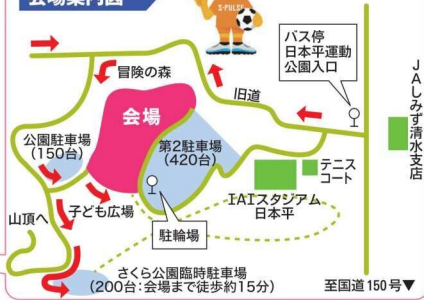 会場案内図
S-PULSE
バス停
日本平運動
公園入口
冒険の森
旧道
JAしみず清水支店
会場
公園駐車場
(150台)
第2駐車場
(420台)
テニス
コート
IAIスタジアム
日本平
子ども広場
山頂へ
駐輪場
さくら公園臨時駐車場
(200台:会場まで徒歩約15分)
至国道150号▼